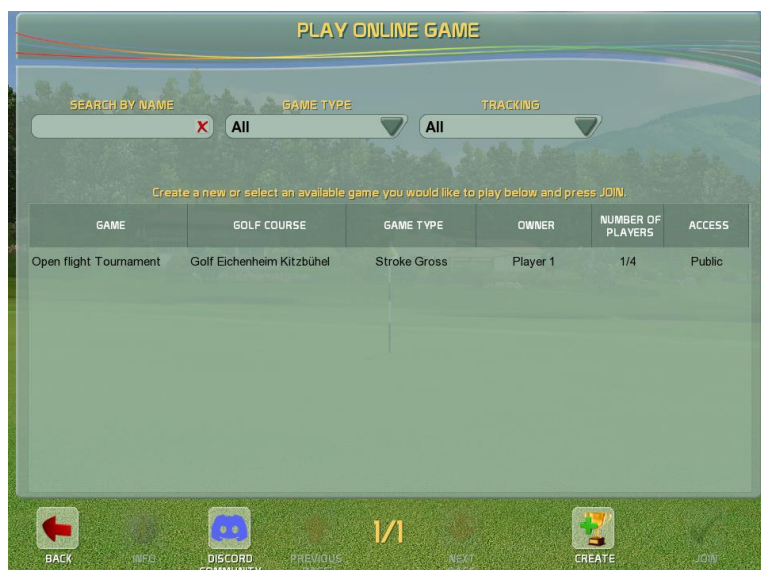 PLAY ONLINE GAME
SEARCH BY NAME
GAME TYPE
TRACKING
X
All
All
Create a new or select an available game you would like to play below and press JOIN.
GAME
GOLF COURSE
GAME TYPE
OWNER
NUMBER OF
PLAYERS
ACCESS
Open flight Tournament
Golf Eichenheim Kitzbühel
Stroke Gross
Player 1
1/4
Public
1/1
BACK
INFO
DISCORD
COMMUNITY
PREVIOUS
NEXT
CREATE
JOIN